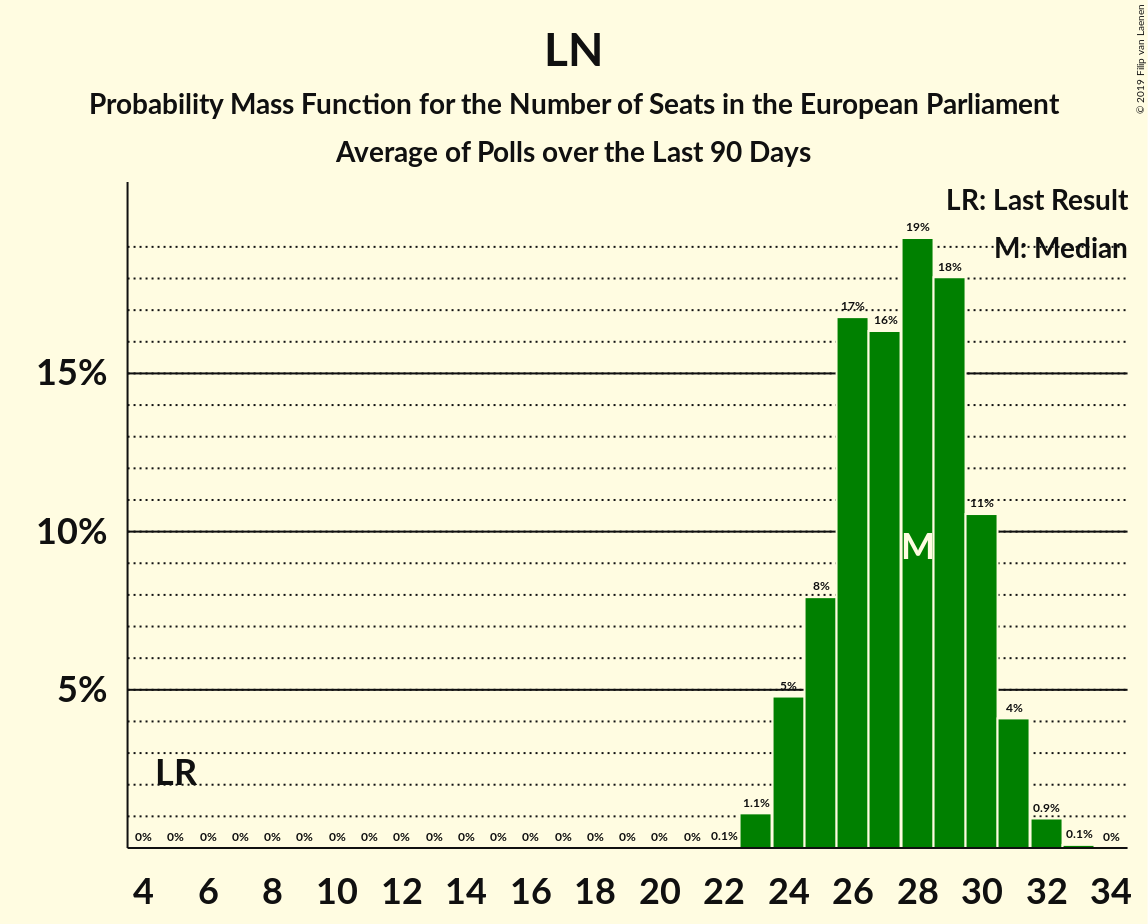 LN
Probability Mass Function for the Number of Seats in the European Parliament
Average of Polls over the Last 90 Days
© 2019 Filip van Laenen
LR: Last Result
M: Median
15%
10%
5%
LR
M
0% 0% 0% 0% 0% 0% 0% 0% 0% 0% 0% 0% 0% 0% 0% 0% 0% 0% 0.1% 1.1% 5% 8% 17% 16% 19% 18% 11% 4% 0.9% 0.1% 0%
4 6 8 10 12 14 16 18 20 22 24 26 28 30 32 34